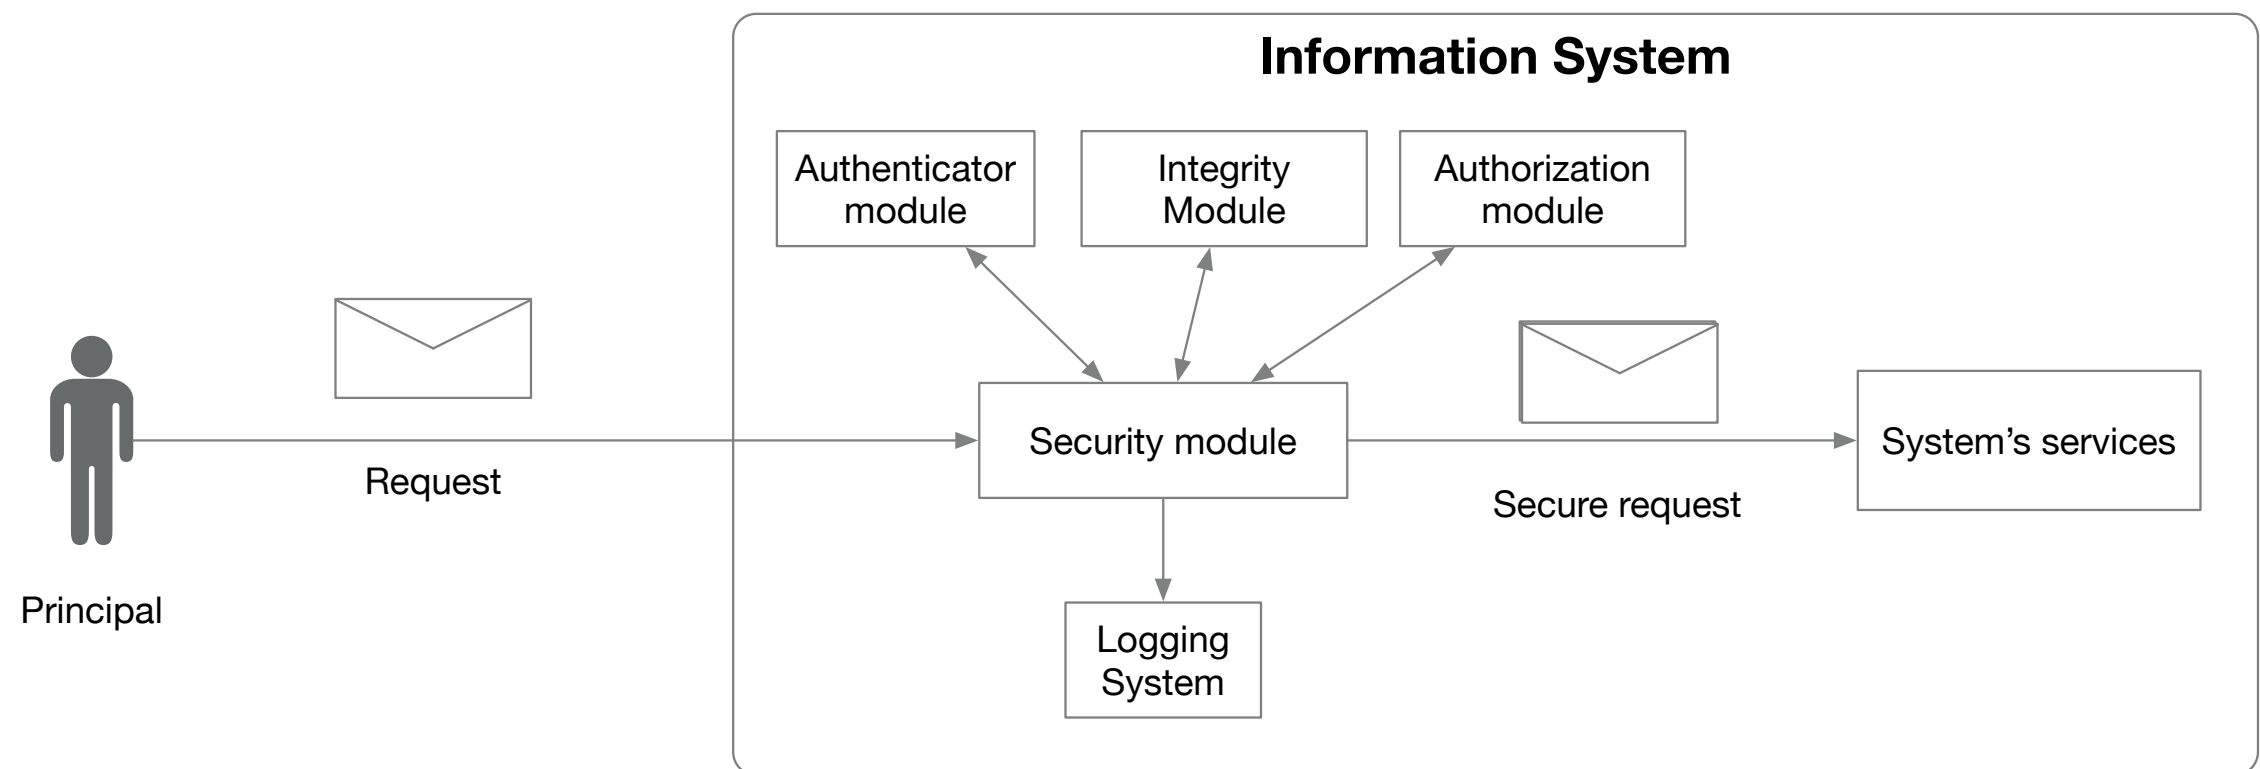 Information System
Authenticator
module
Integrity
Module
Authorization
module
Security module
System’s services
Request
Secure request
Principal
Logging
System